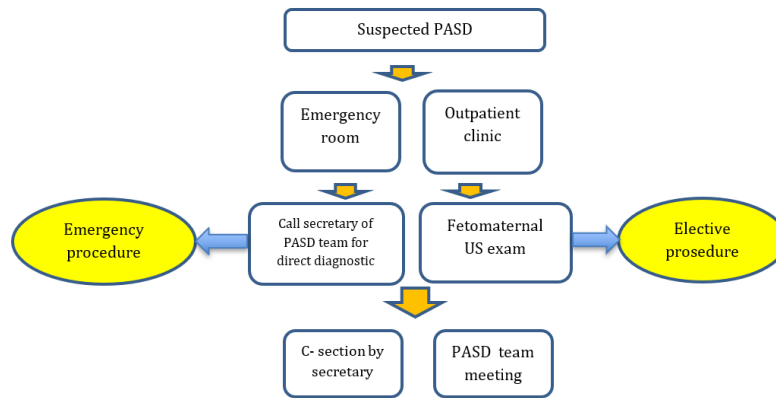 Suspected PASD
Emergency
room
Outpatient
clinic
Emergency
procedure
Call secretary of
PASD team for
direct diagnostic
Fetomaternal
US exam
Elective
prosedure
C- section by
secretary
PASD team
meeting